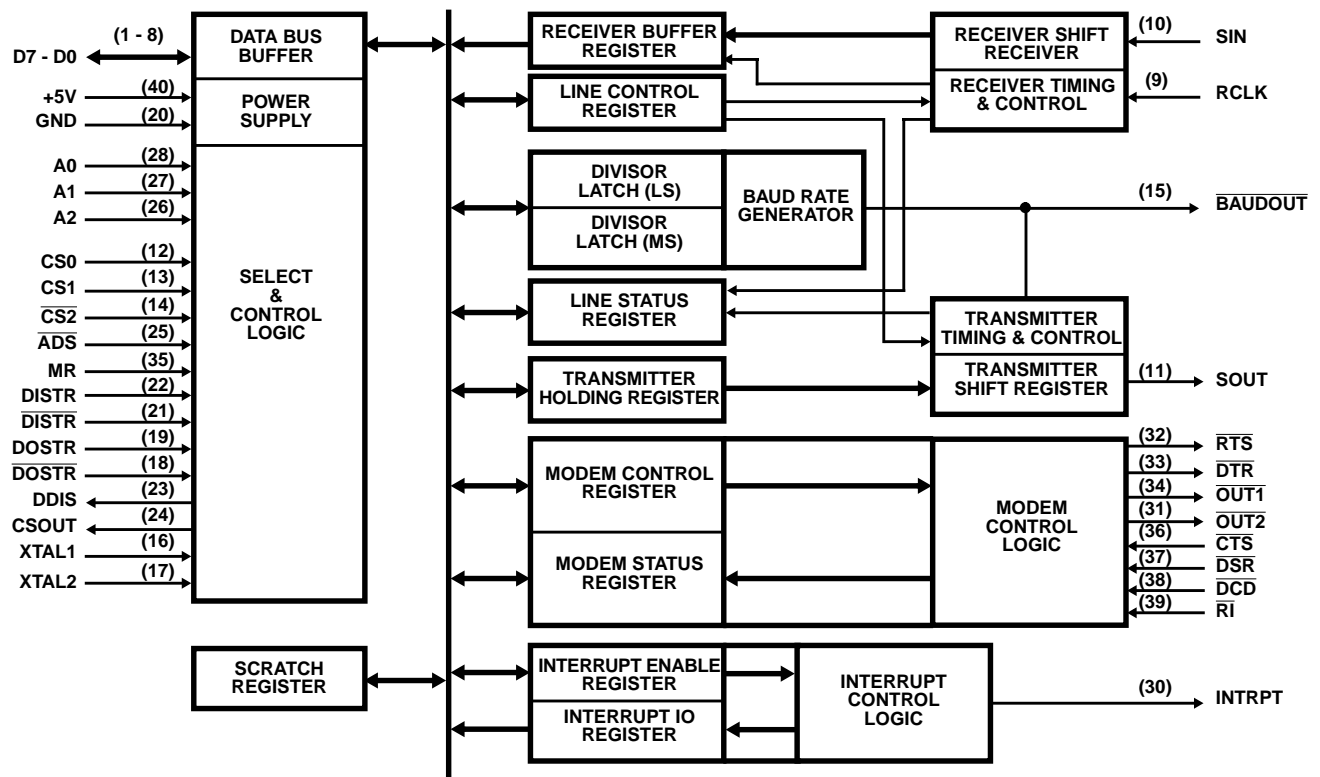 D7 - D0
(1 - 8)
+5V
(40)
GND
(20)
A0
(28)
A1
(27)
A2
(26)
CS0
(12)
CS1
(13)
CS2
(14)
ADS
(25)
MR
(35)
DISTR
(22)
DISTR
(21)
DOSTR
(19)
DOSTR
(18)
DDIS
(23)
CSOUT
(24)
XTAL1
(16)
XTAL2
(17)
DATA BUS
BUFFER
POWER
SUPPLY
SELECT
&
CONTROL
LOGIC
SCRATCH
REGISTER
RECEIVER BUFFER
REGISTER
LINE CONTROL
REGISTER
DIVISOR
LATCH (LS)
DIVISOR
LATCH (MS)
BAUD RATE
GENERATOR
LINE STATUS
REGISTER
TRANSMITTER
HOLDING REGISTER
MODEM CONTROL
REGISTER
MODEM STATUS
REGISTER
INTERRUPT ENABLE
REGISTER
INTERRUPT IO
REGISTER
RECEIVER SHIFT
RECEIVER
RECEIVER TIMING
& CONTROL
TRANSMITTER
TIMING & CONTROL
TRANSMITTER
SHIFT REGISTER
MODEM
CONTROL
LOGIC
INTERRUPT
CONTROL
LOGIC
(10)
SIN
(9)
RCLK
(15)
BAUDOUT
(11)
SOUT
(32)
RTS
(33)
DTR
(34)
OUT1
(31)
OUT2
(36)
CTS
(37)
DSR
(38)
DCD
(39)
RI
(30)
INTRPT